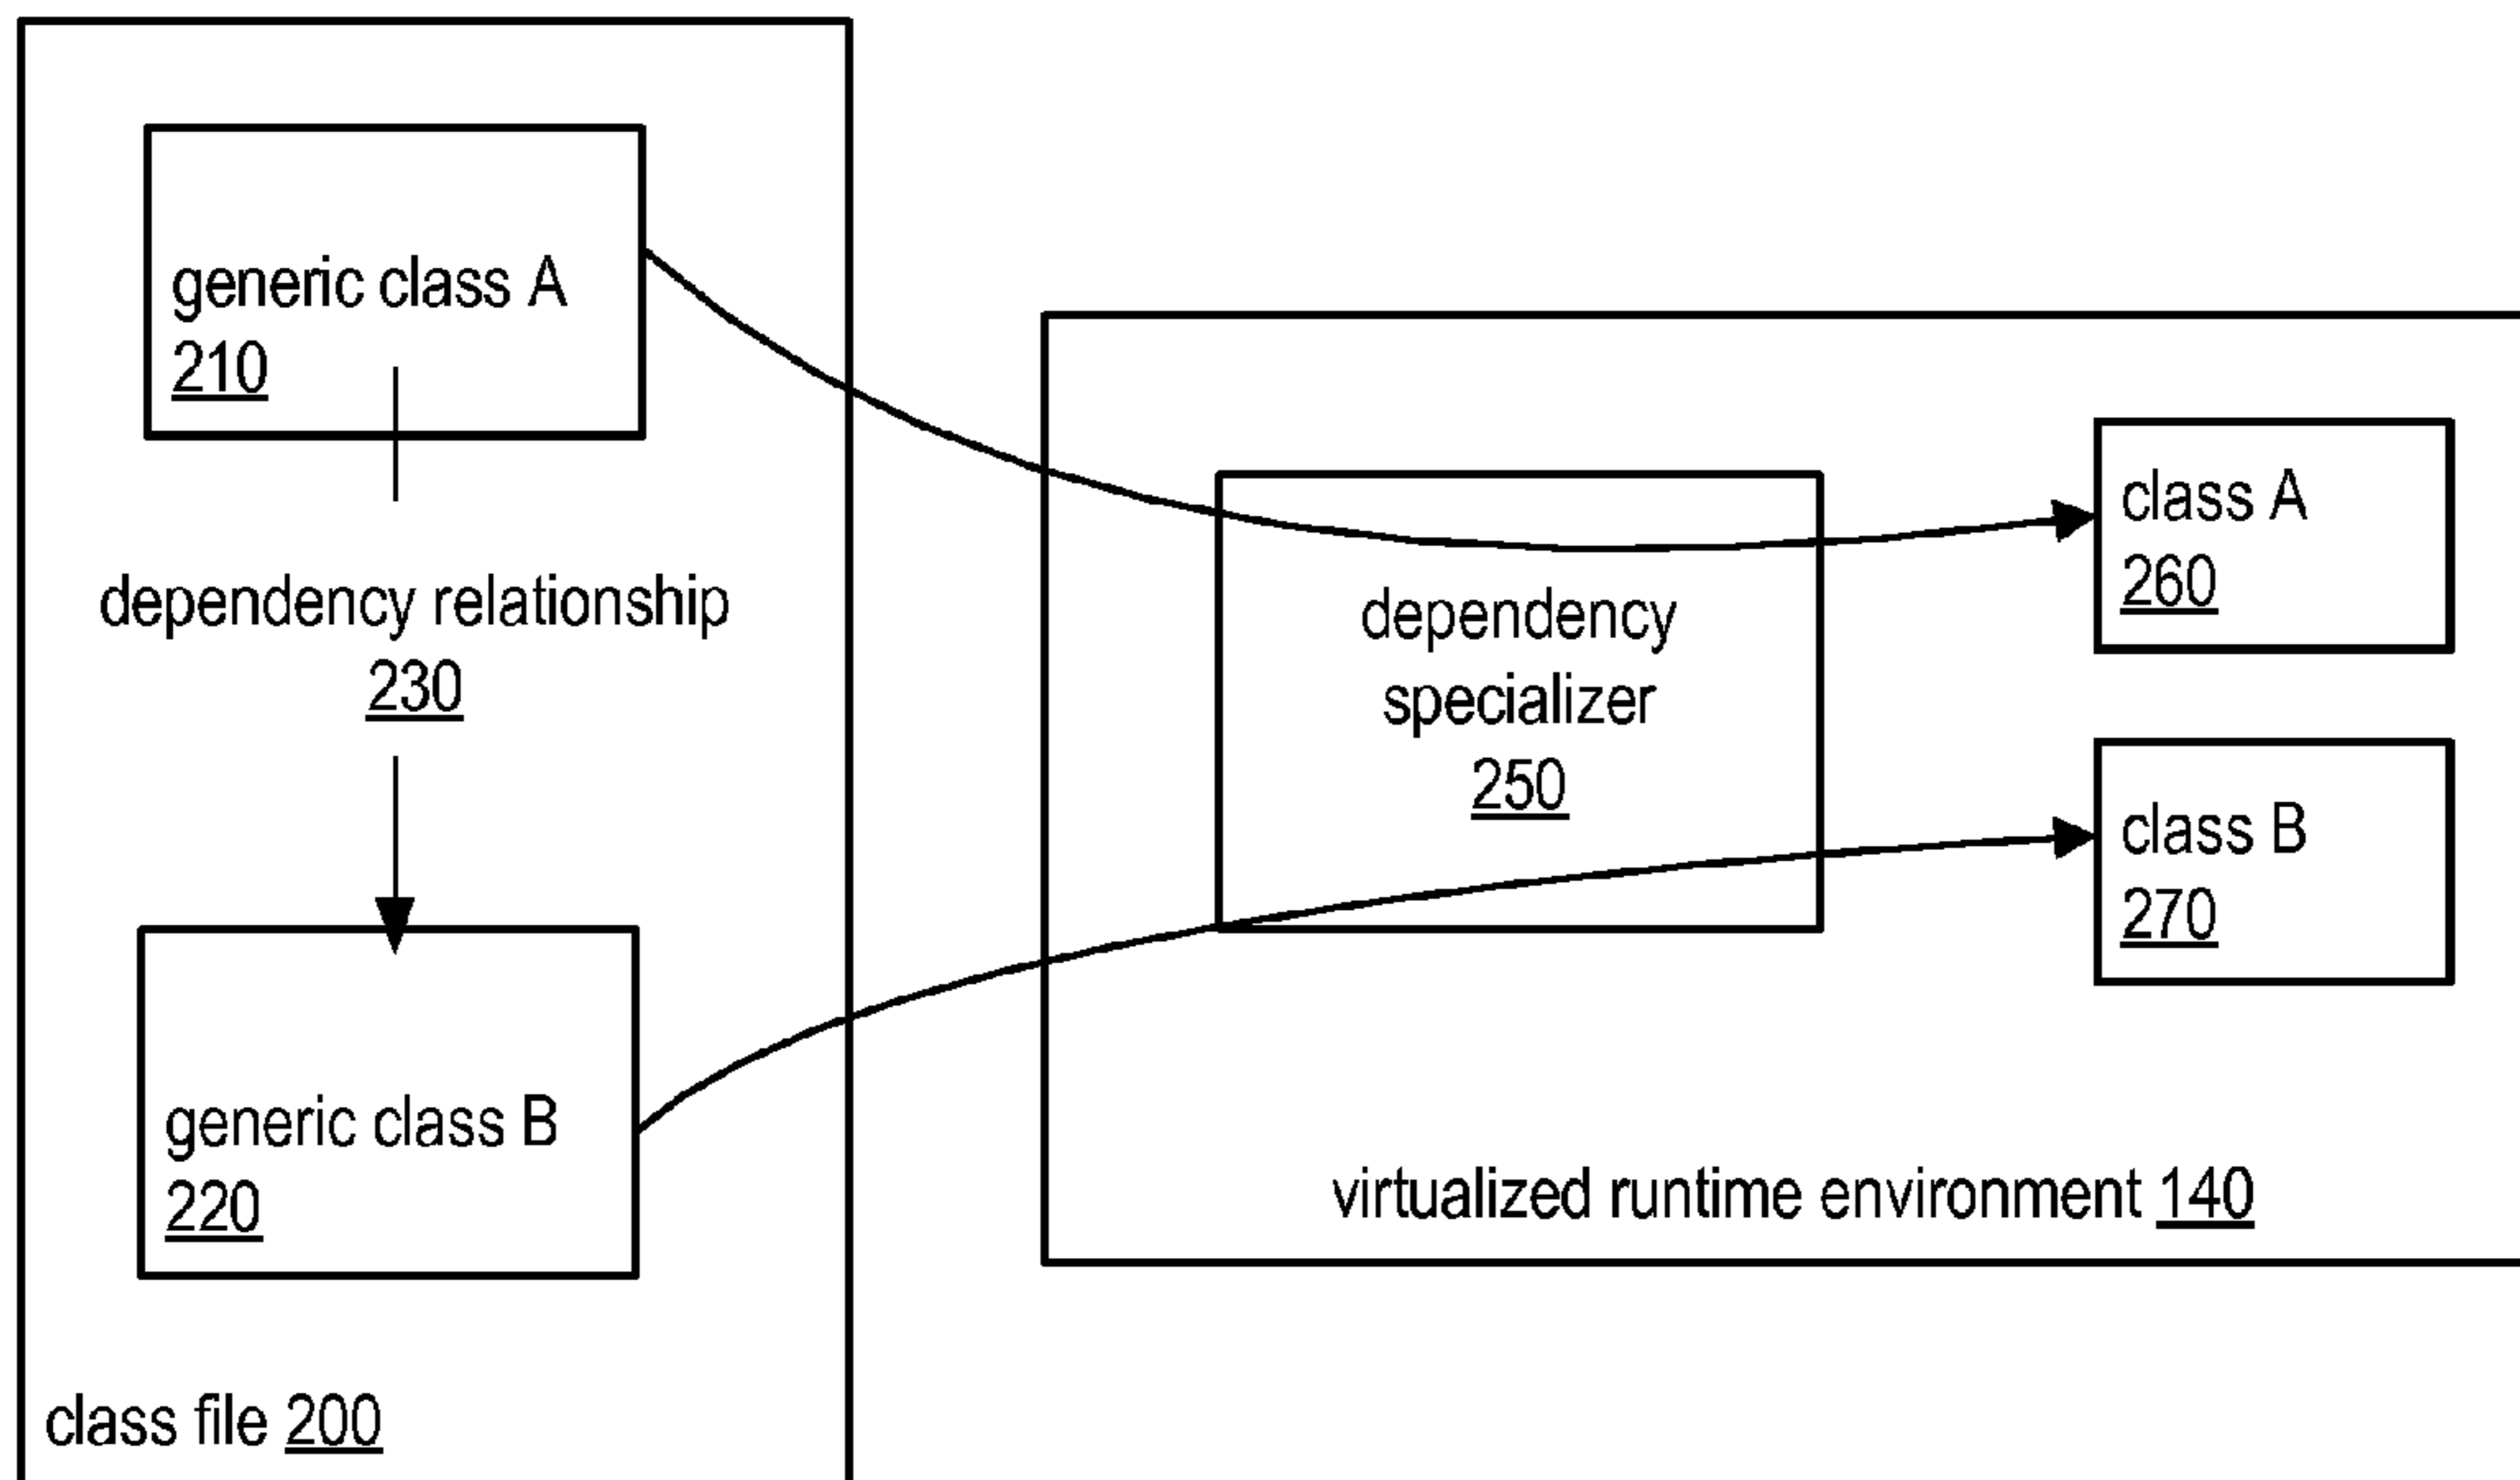 generic class A
210
dependency relationship
230
generic class B
220
class file 200
dependency
specializer
250
class A
260
class B
270
virtualized runtime environment 140